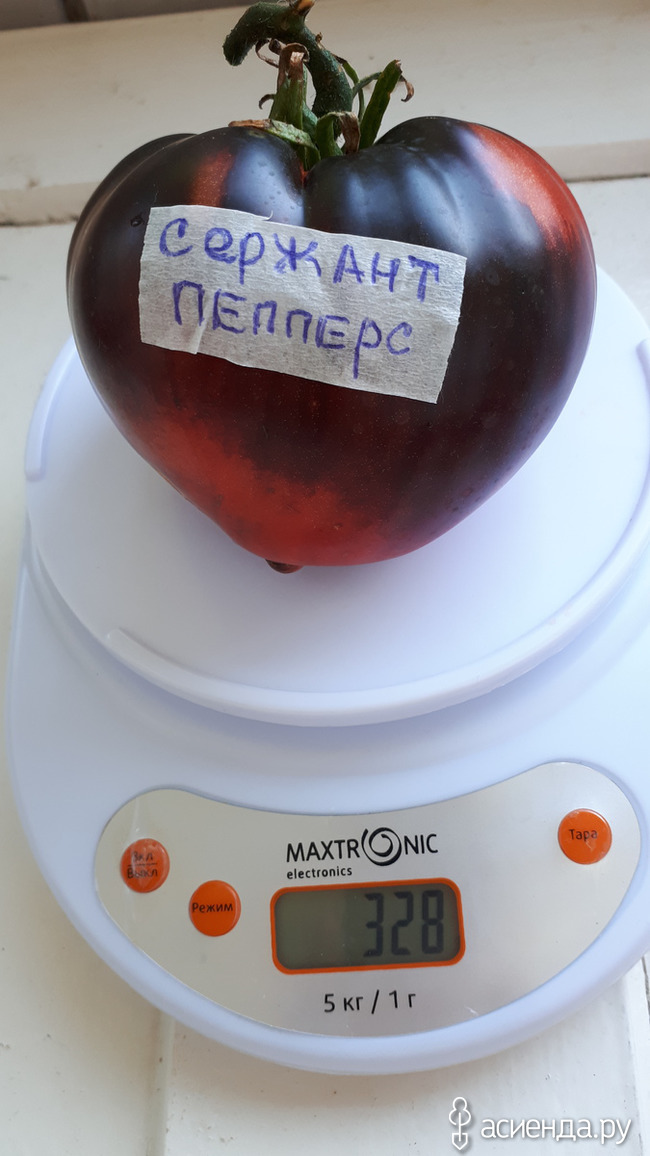 сержант
пепперс
MAXTRONIC
electronics
Вкл
Выкл
Режим
Тара
328
5 кг / 1 г
асиенда.ру